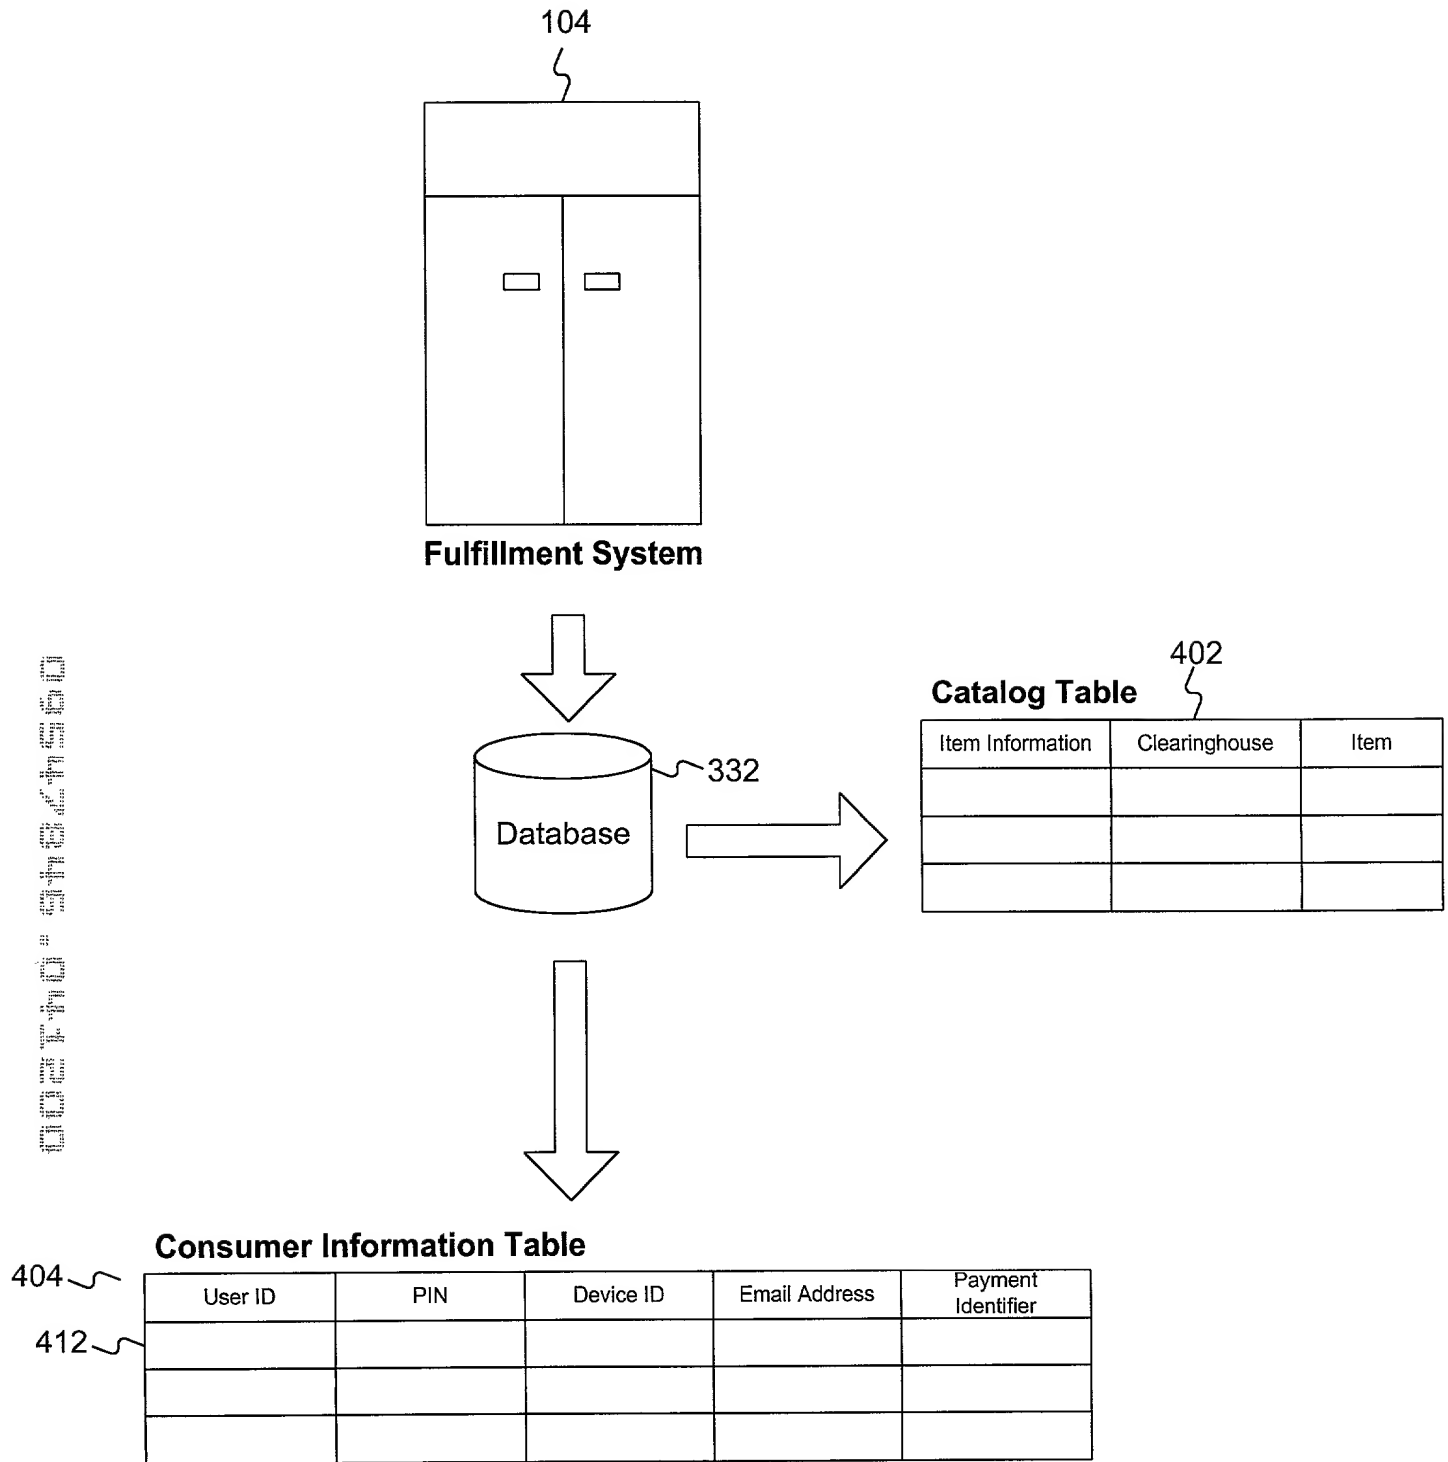 104
Fulfillment System
402
Catalog Table
Item Information Clearinghouse Item
332
Database
Consumer Information Table
404
User ID PIN Device ID Email Address Payment Identifier
412